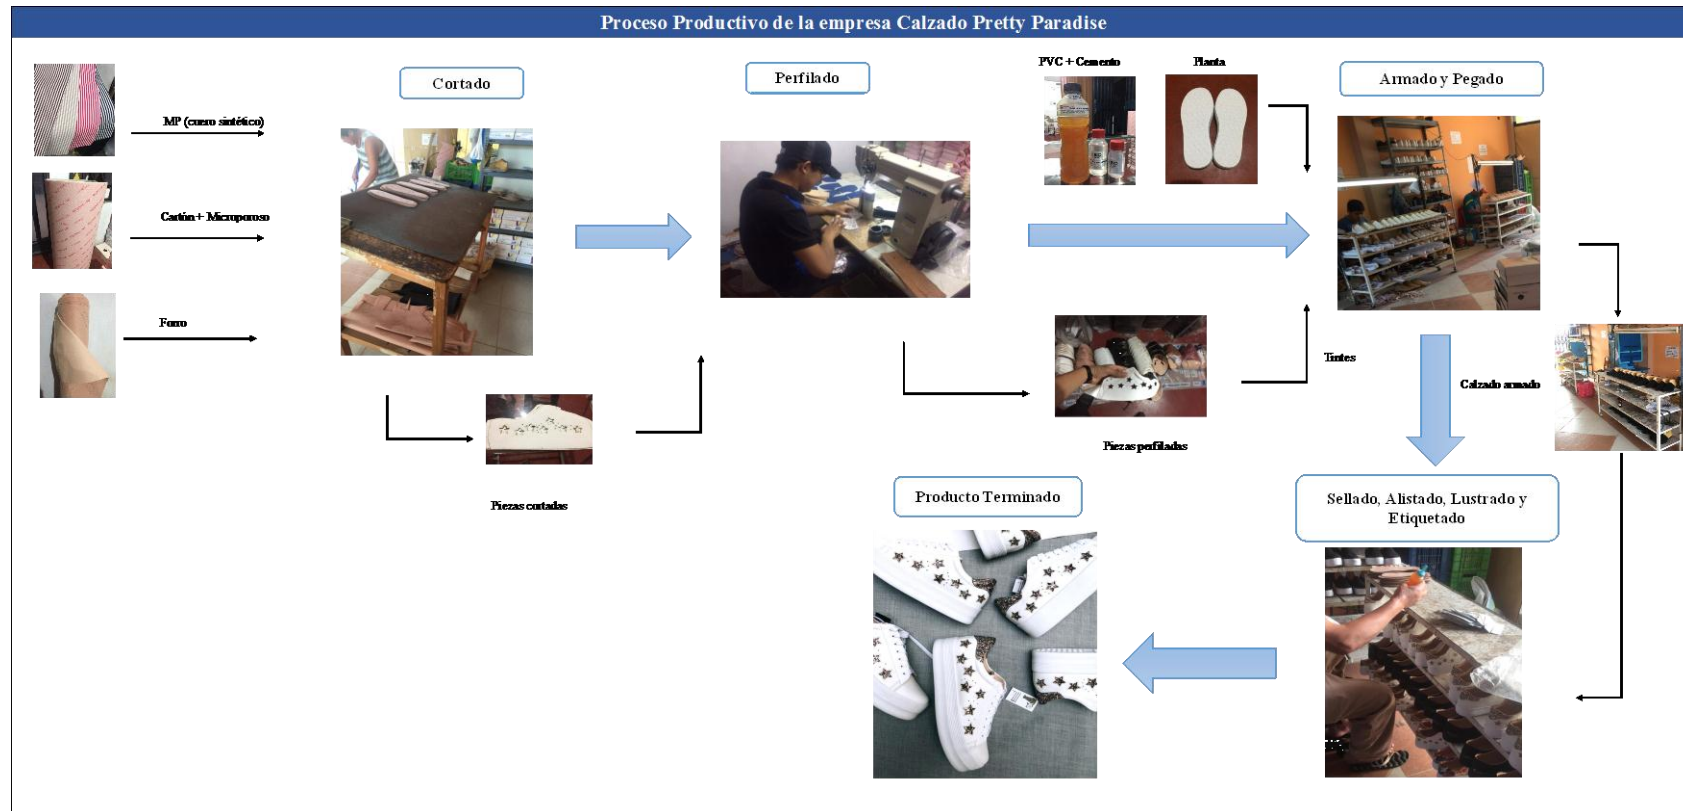 Proceso Productivo de la empresa Calzado Pretty Paradise
Cortado
Perfilado
PVC + Cemento
Planta
Armado y Pegado
MP (cuero sintético)
Cartón + Microporoso
Forro
Tintes
Calzado armado
Piezas cortadas
Piezas perfiladas
Producto Terminado
Sellado, Alistado, Lustrado y
Etiquetado